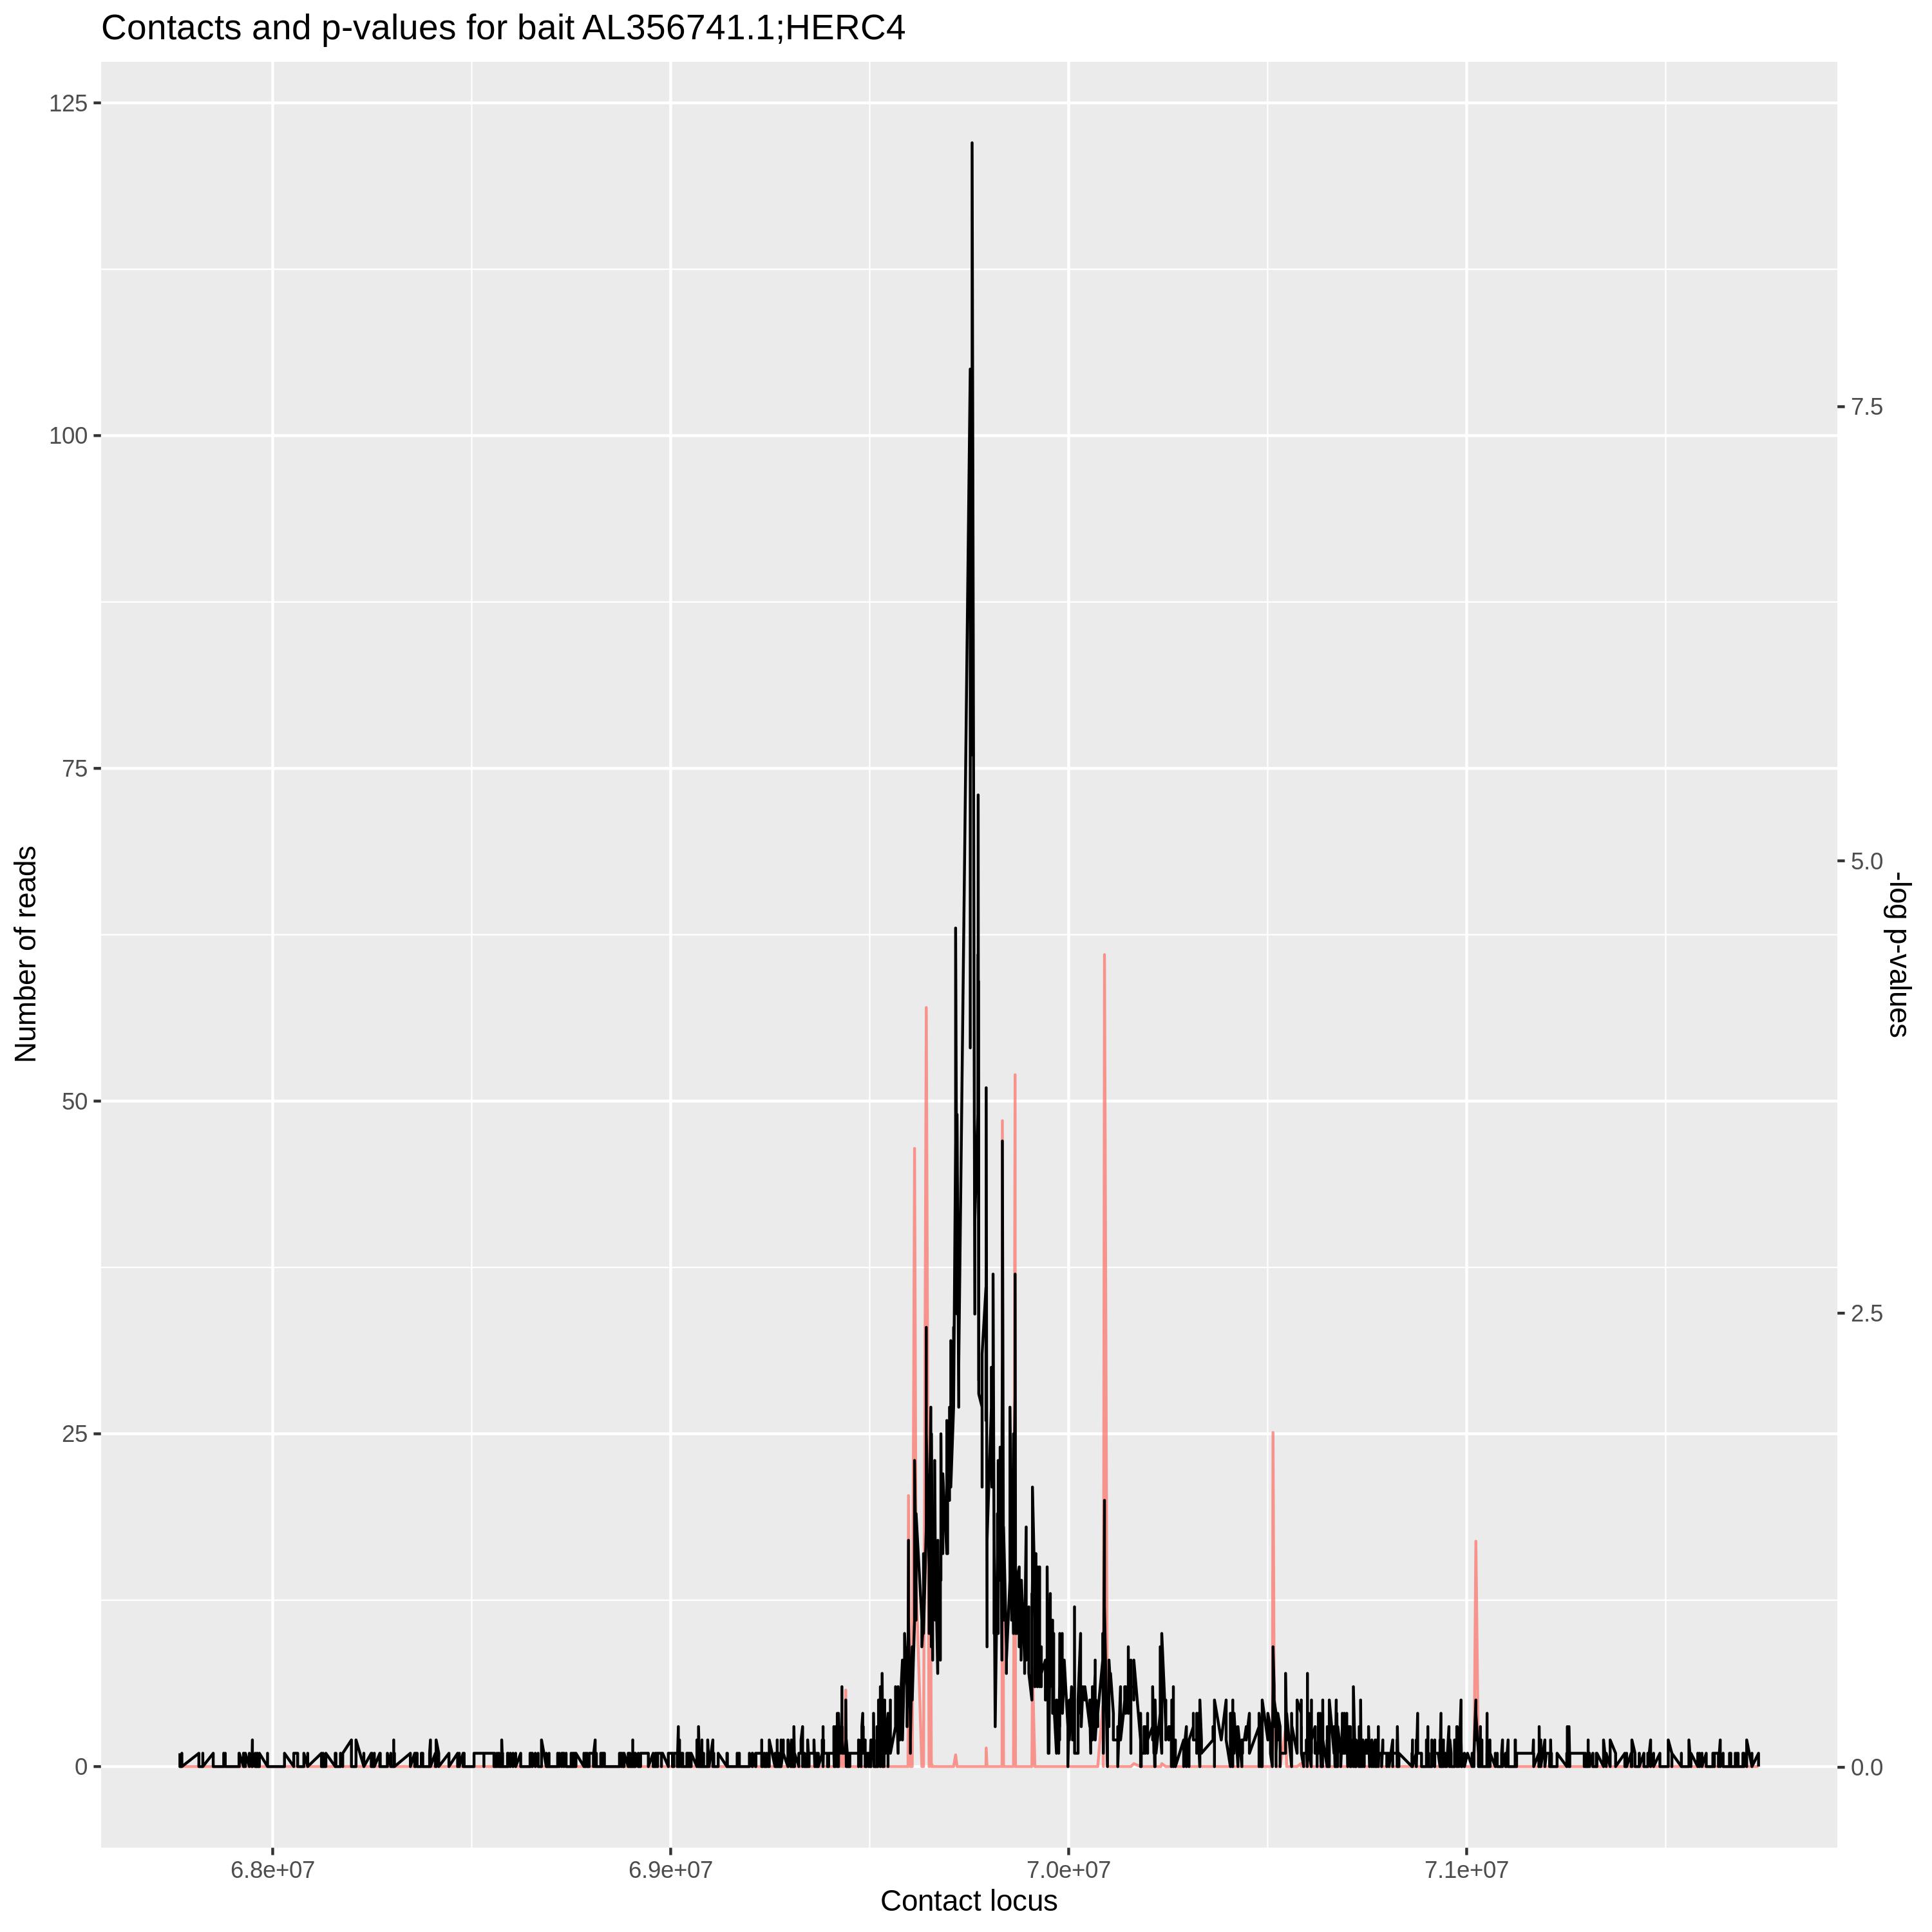 Contacts and p-values for bait AL356741.1;HERC4
125
100
75
50
25
0
Number of reads
7.5
5.0
2.5
0.0
-log p-values
6.8e+07
6.9e+07
7.0e+07
7.1e+07
Contact locus